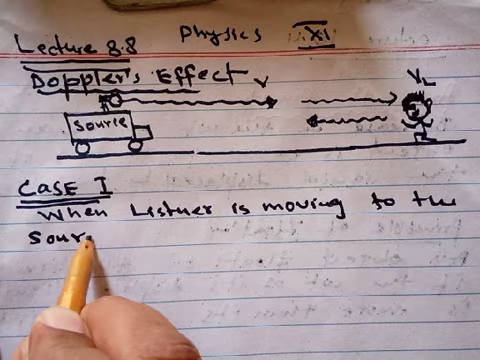 Physics XI
Lecture 8.8
Doppler's Effect
V
VL
Source
CASE I
When Listner is moving to the
Sour